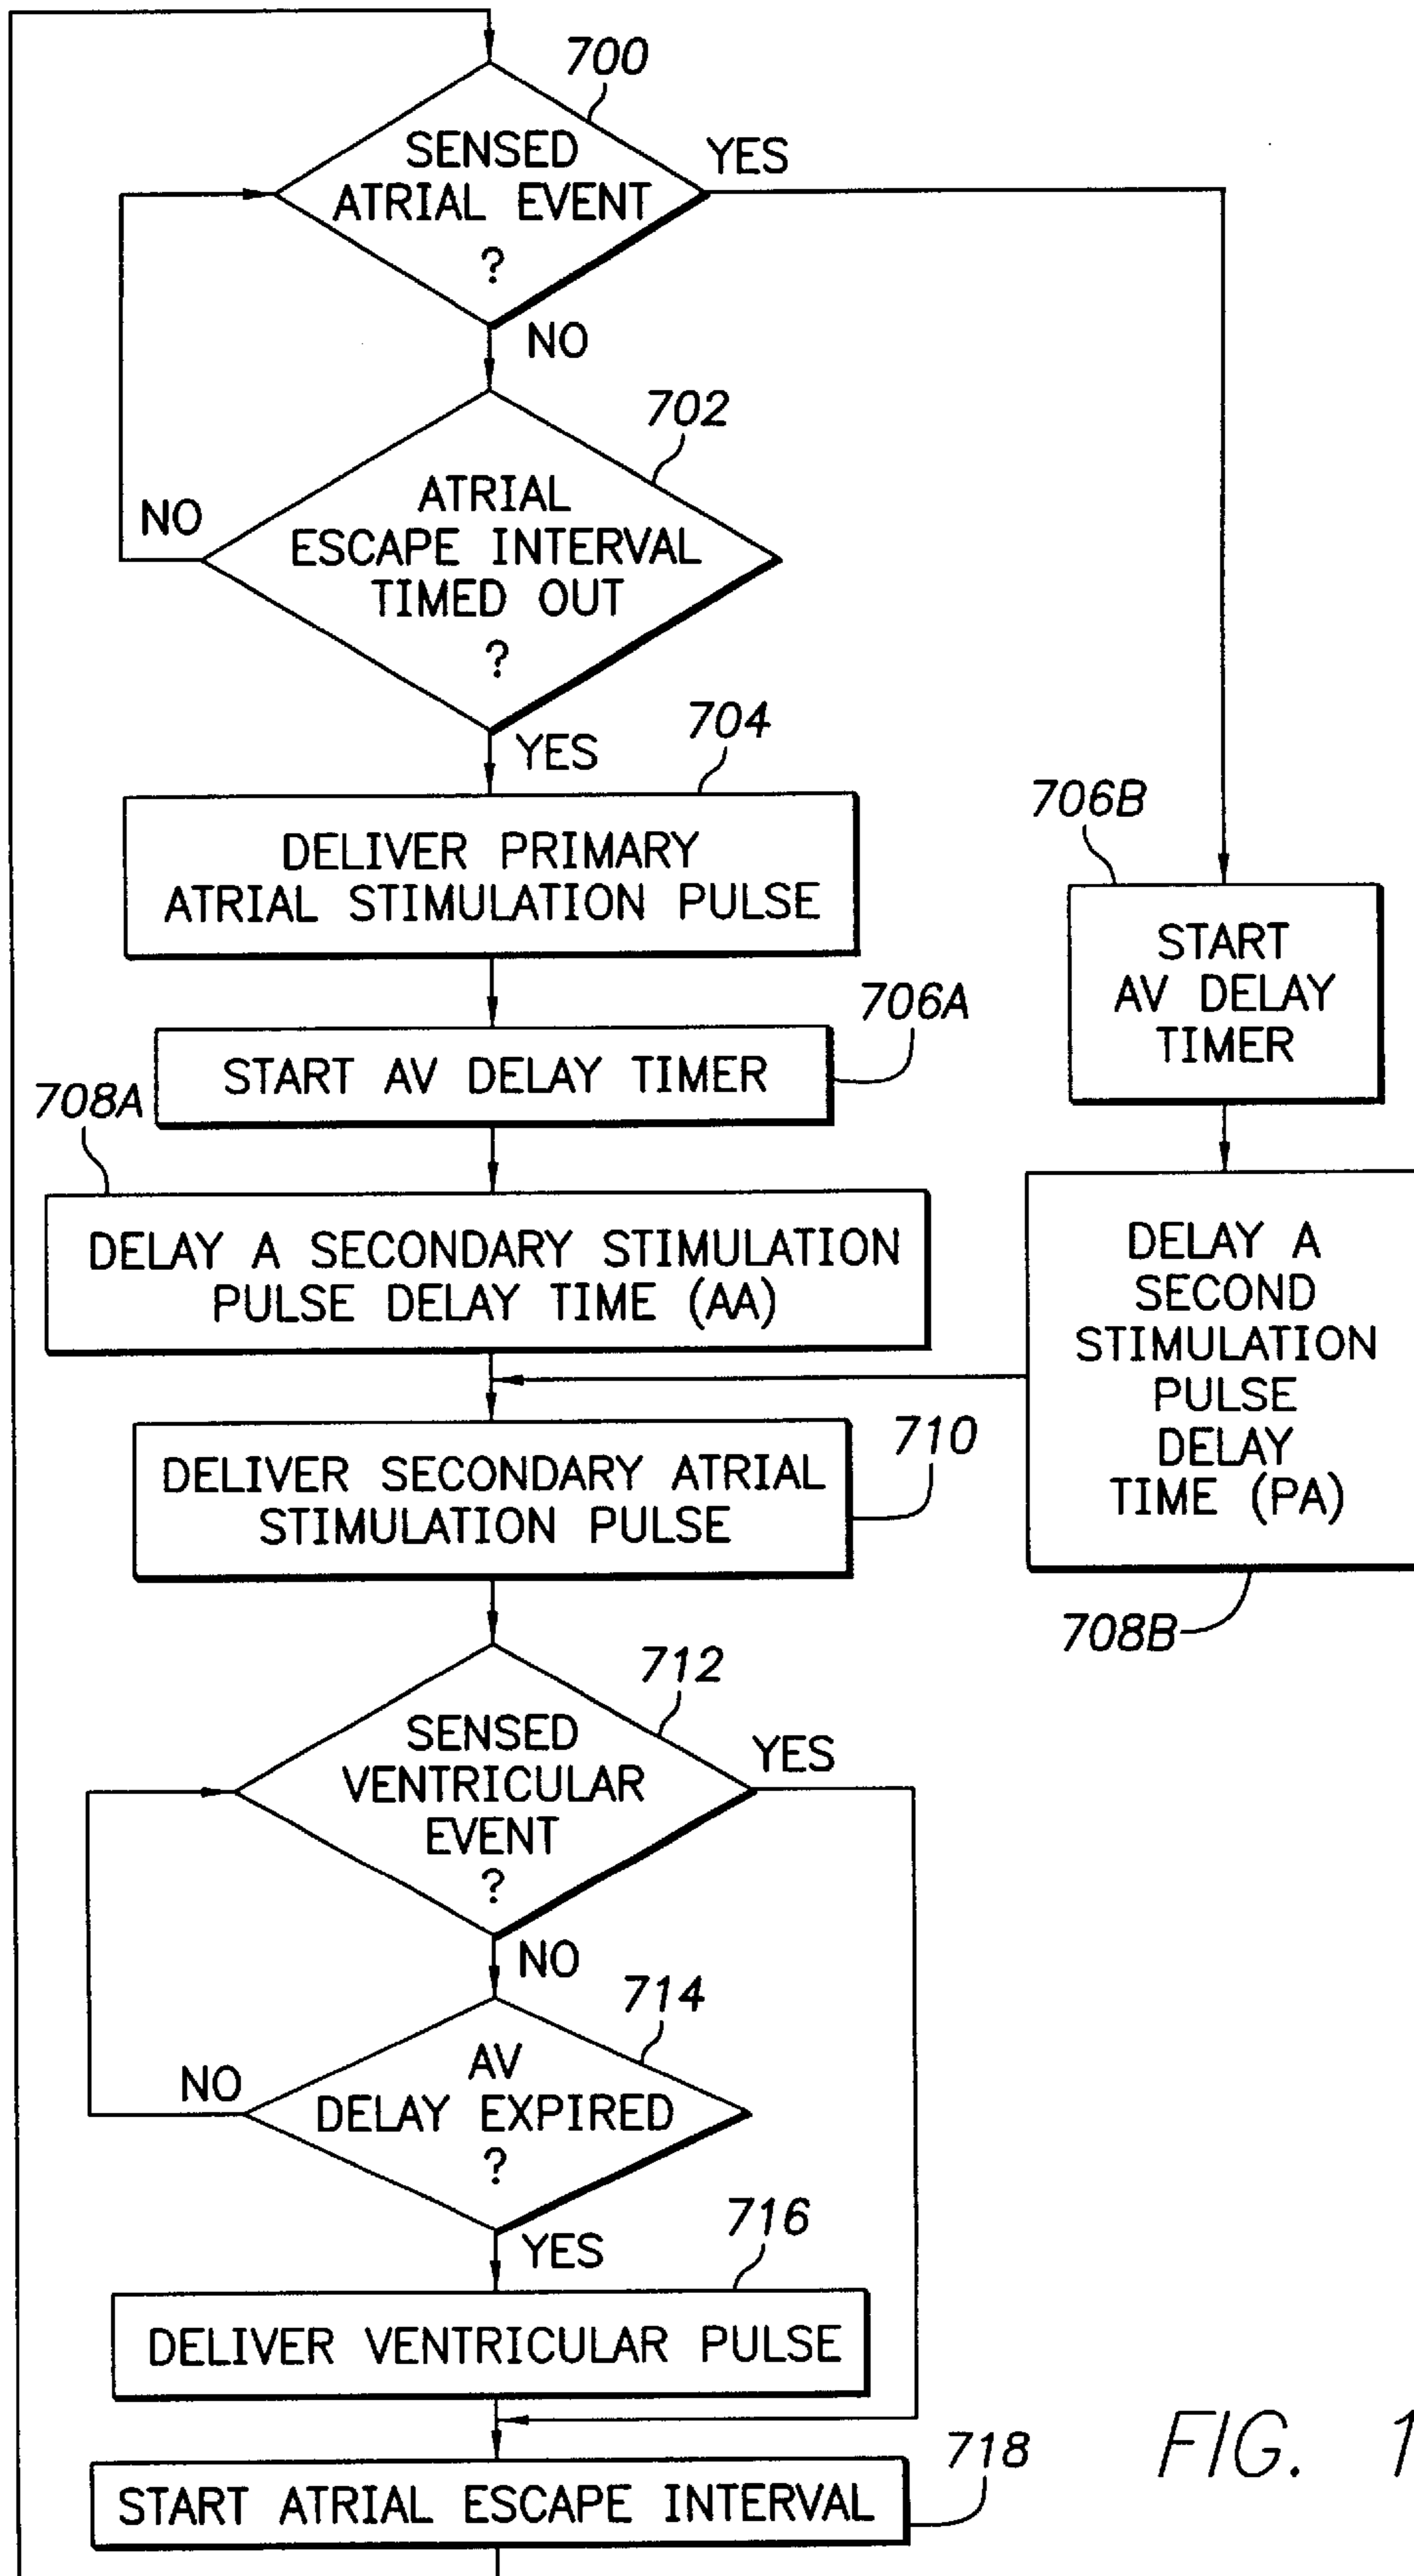 700
SENSED
ATRIAL EVENT
?
YES
NO
702
ATRIAL
ESCAPE INTERVAL
TIMED OUT
?
NO
YES
704
DELIVER PRIMARY
ATRIAL STIMULATION PULSE
706B
START
AV DELAY
TIMER
706A
START AV DELAY TIMER
708A
DELAY A SECONDARY STIMULATION
PULSE DELAY TIME (AA)
DELAY A
SECOND
STIMULATION
PULSE
DELAY
TIME (PA)
708B
710
DELIVER SECONDARY ATRIAL
STIMULATION PULSE
712
SENSED
VENTRICULAR
EVENT
?
YES
NO
714
AV
DELAY EXPIRED
?
NO
YES
716
DELIVER VENTRICULAR PULSE
718
START ATRIAL ESCAPE INTERVAL
FIG. 1